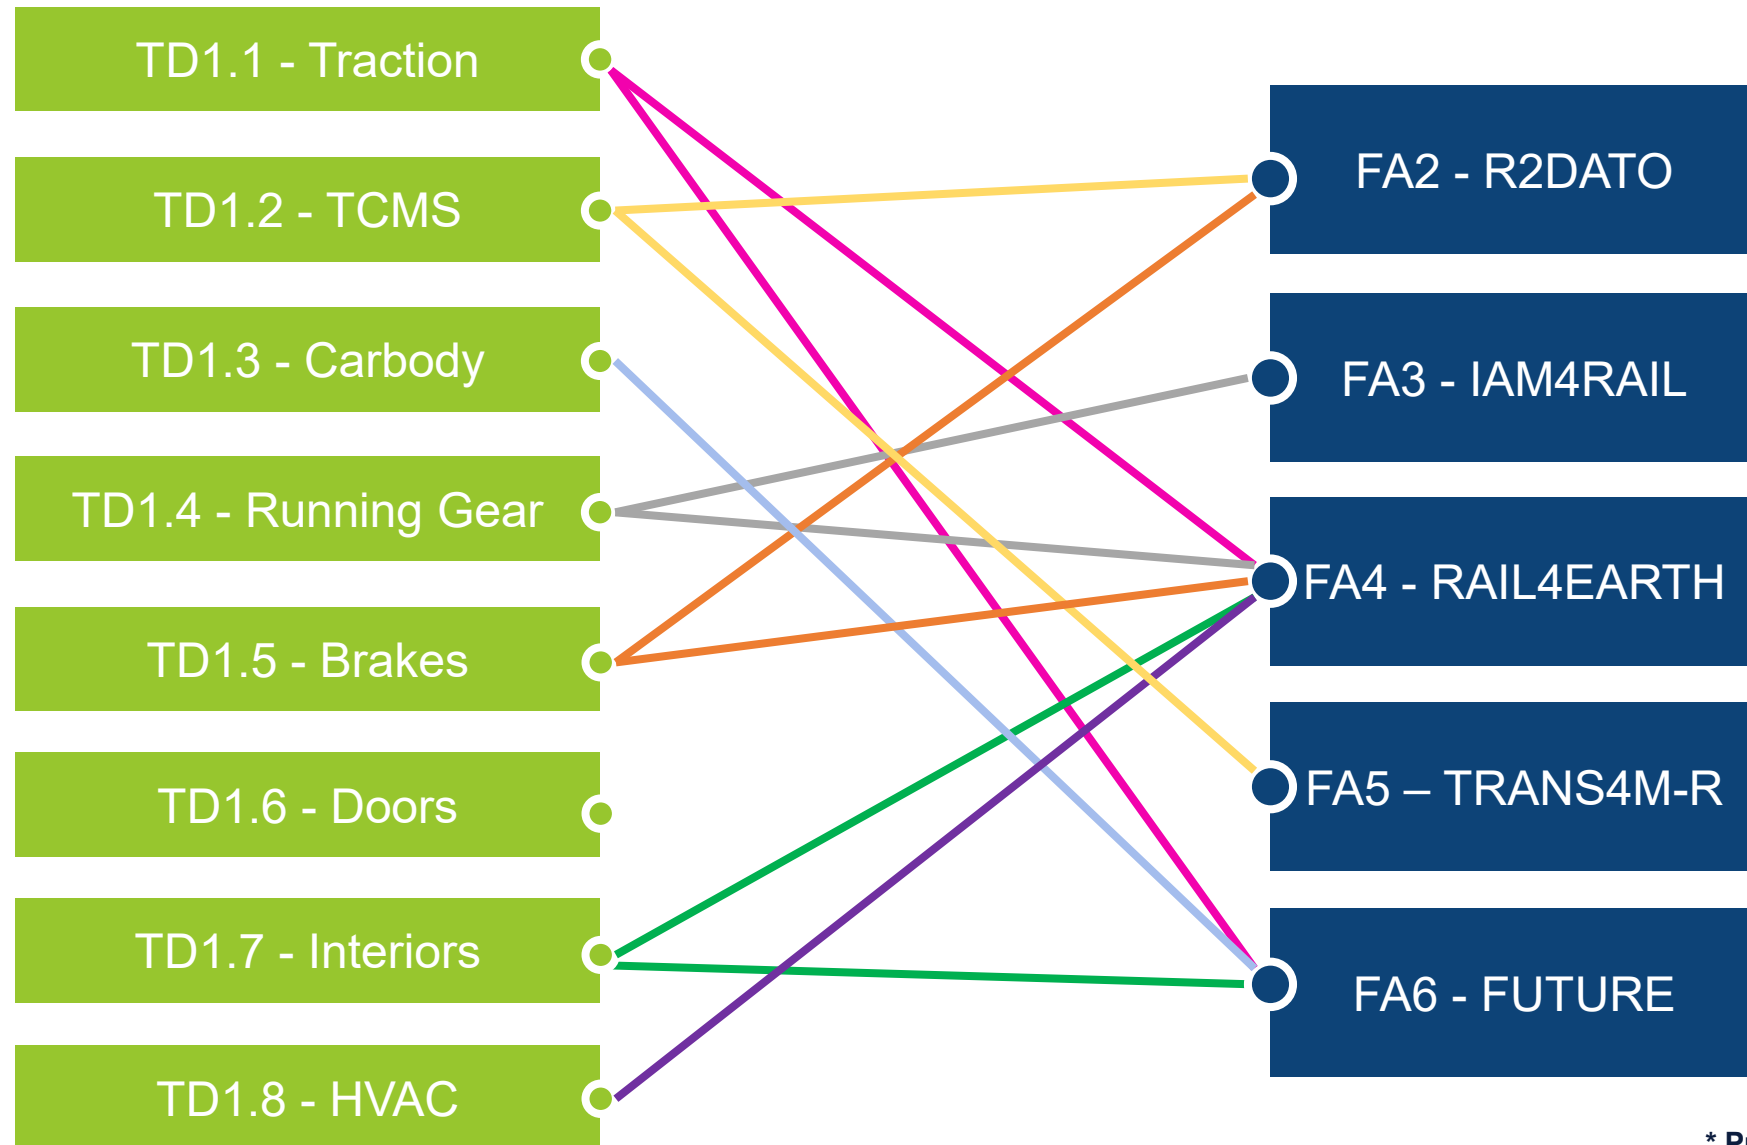 TD1.1 - Traction
TD1.2 - TCMS
TD1.3 - Carbody
TD1.4 - Running Gear
TD1.5 - Brakes
TD1.6 - Doors
TD1.7 - Interiors
TD1.8 - HVAC
FA2 - R2DATO
FA3 - IAM4RAIL
FA4 - RAIL4EARTH
FA5 – TRANS4M-R
FA6 - FUTURE
*